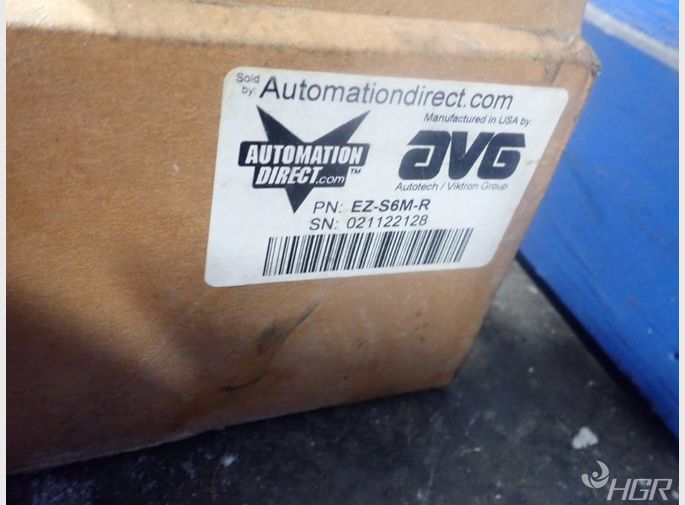 Sold by: Automationdirect.com
Manufactured in USA by:
AUTOMATION
DIRECT.com™
AVG
Autotech / Viktron Group
PN: EZ-S6M-R
SN: 021122128
HGR